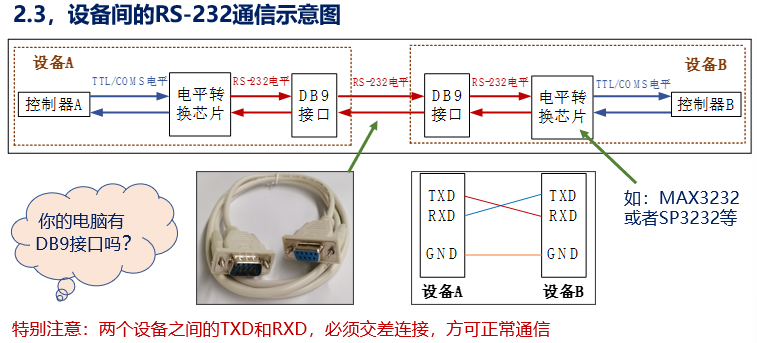 2.3，设备间的RS-232通信示意图
设备A
设备B
TTL/COMS电平
RS-232电平
RS-232电平
RS-232电平
TTL/COMS电平
控制器A
电平转
换芯片
DB9
接口
DB9
接口
电平转
换芯片
控制器B
你的电脑有
DB9接口吗？
TXD
RXD
GND
TXD
RXD
GND
设备A
设备B
如：MAX3232
或者SP3232等
特别注意：两个设备之间的TXD和RXD，必须交差连接，方可正常通信